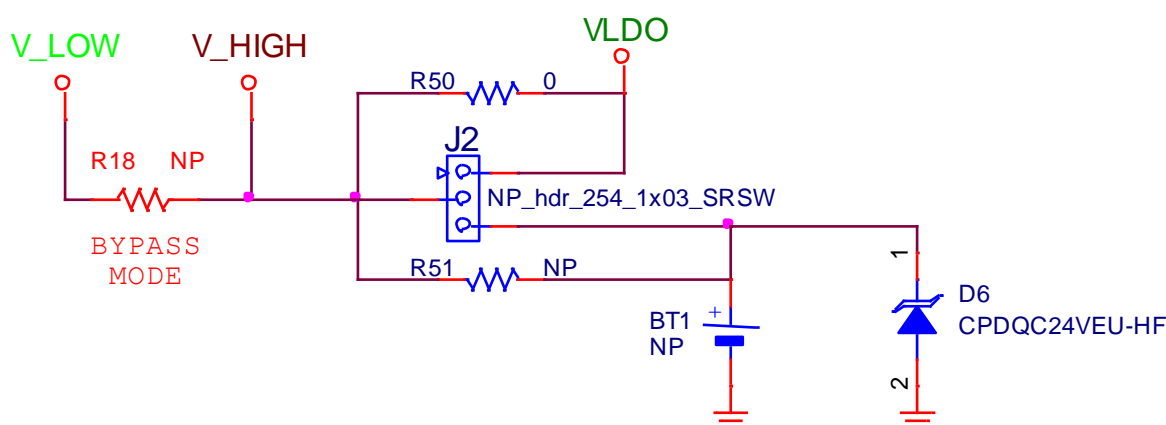 VLDO
V_LOW
V_HIGH
R50 0
J2
R18 NP
NP_hdr_254_1x03_SRSW
BYPASS
MODE
R51 NP
1
D6
CPDQC24VEU-HF
BT1
+
NP
2